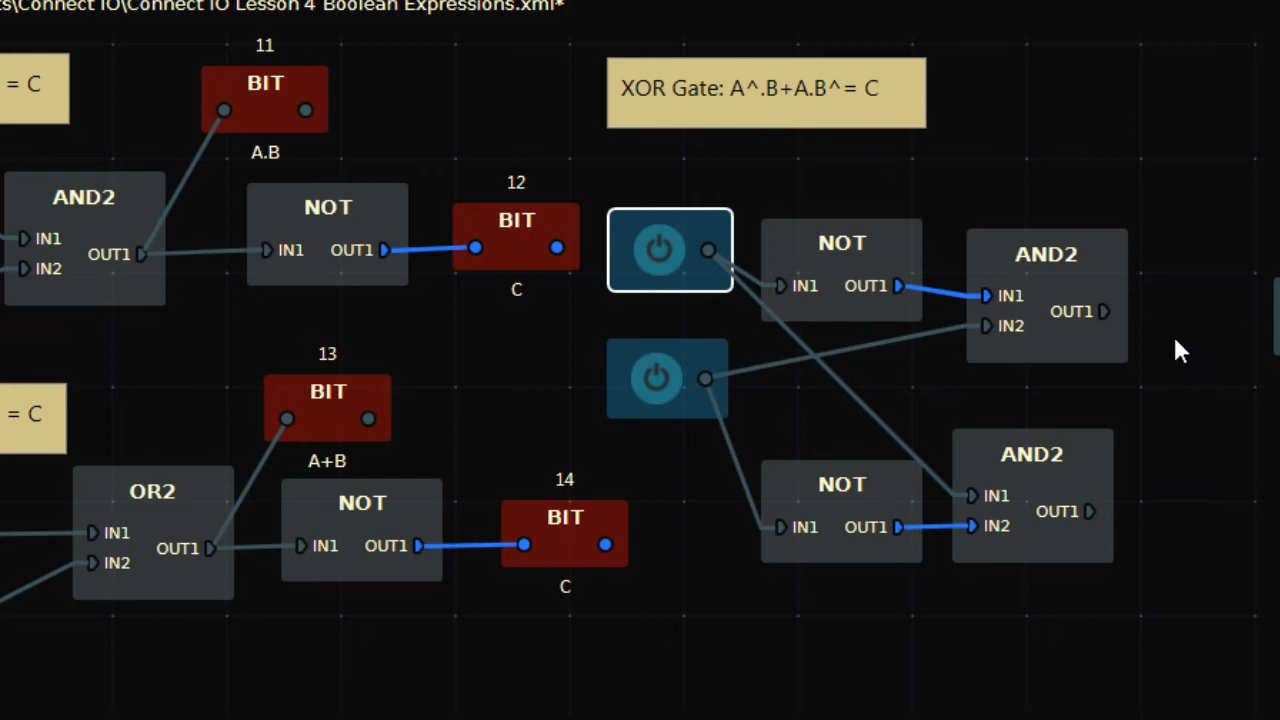 ts\Connect IO\Connect IO Lesson 4 Boolean Expressions.xml*
= C
11
BIT
A.B
AND2
IN1
IN2
OUT1
NOT
IN1
OUT1
12
BIT
C
= C
13
BIT
A+B
OR2
IN1
IN2
OUT1
NOT
IN1
OUT1
14
BIT
C
XOR Gate: A^.B+A.B^= C
NOT
IN1
OUT1
AND2
IN1
IN2
OUT1
NOT
IN1
OUT1
AND2
IN1
IN2
OUT1